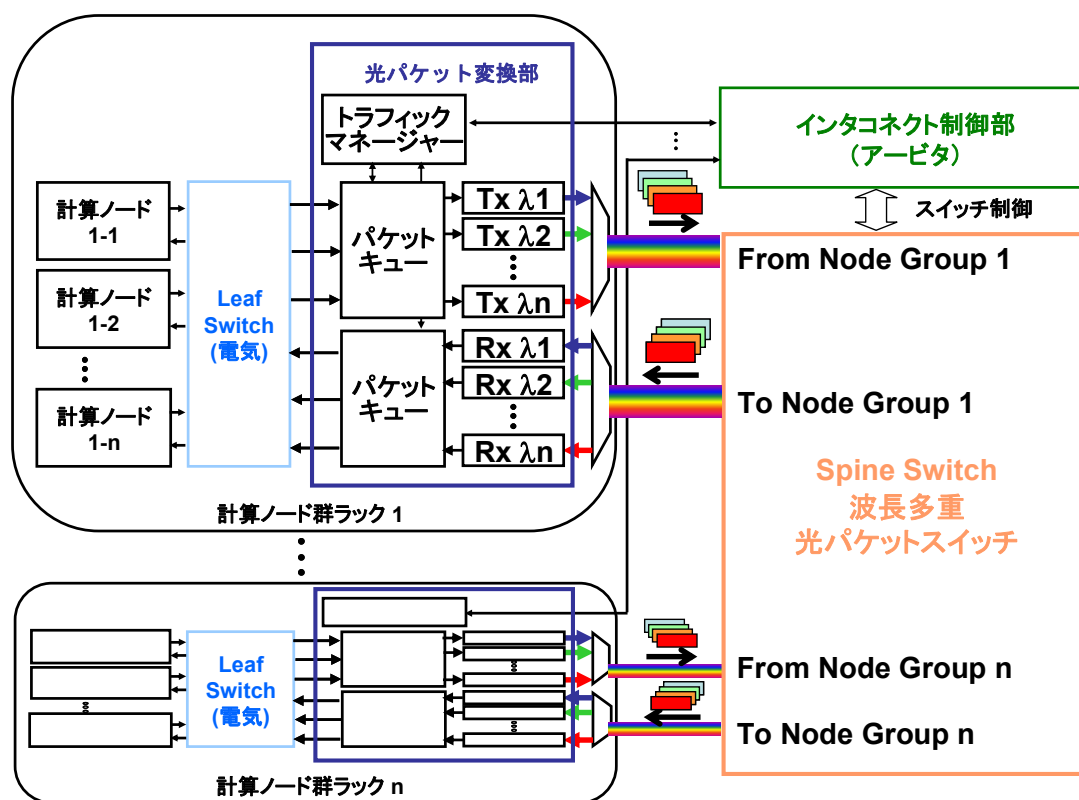 光パケット変換部
トラフィック
マネージャー
インタコネクト制御部
(アービタ)
スイッチ制御
計算ノード
1-1
計算ノード
1-2
計算ノード
1-n
Leaf
Switch
(電気)
パケット
キュー
Tx λ1
Tx λ2
Tx λn
パケット
キュー
Rx λ1
Rx λ2
Rx λn
From Node Group 1
To Node Group 1
Spine Switch
波長多重
光パケットスイッチ
計算ノード群ラック 1
Leaf
Switch
(電気)
From Node Group n
To Node Group n
計算ノード群ラック n